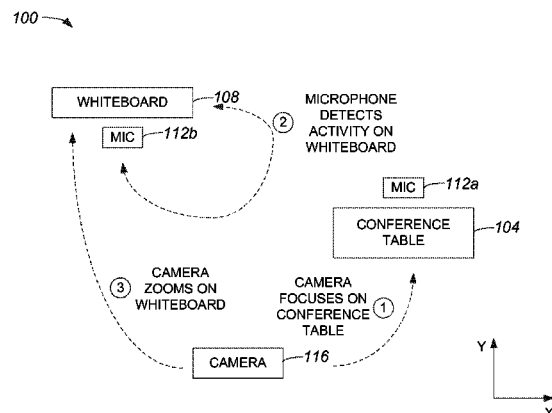 100
WHITEBOARD
108
MIC
112b
2
MICROPHONE
DETECTS
ACTIVITY ON
WHITEBOARD
MIC
112a
CONFERENCE
TABLE
104
3
CAMERA
ZOOMS ON
WHITEBOARD
CAMERA
FOCUSES ON
CONFERENCE
TABLE
1
CAMERA
116
Y